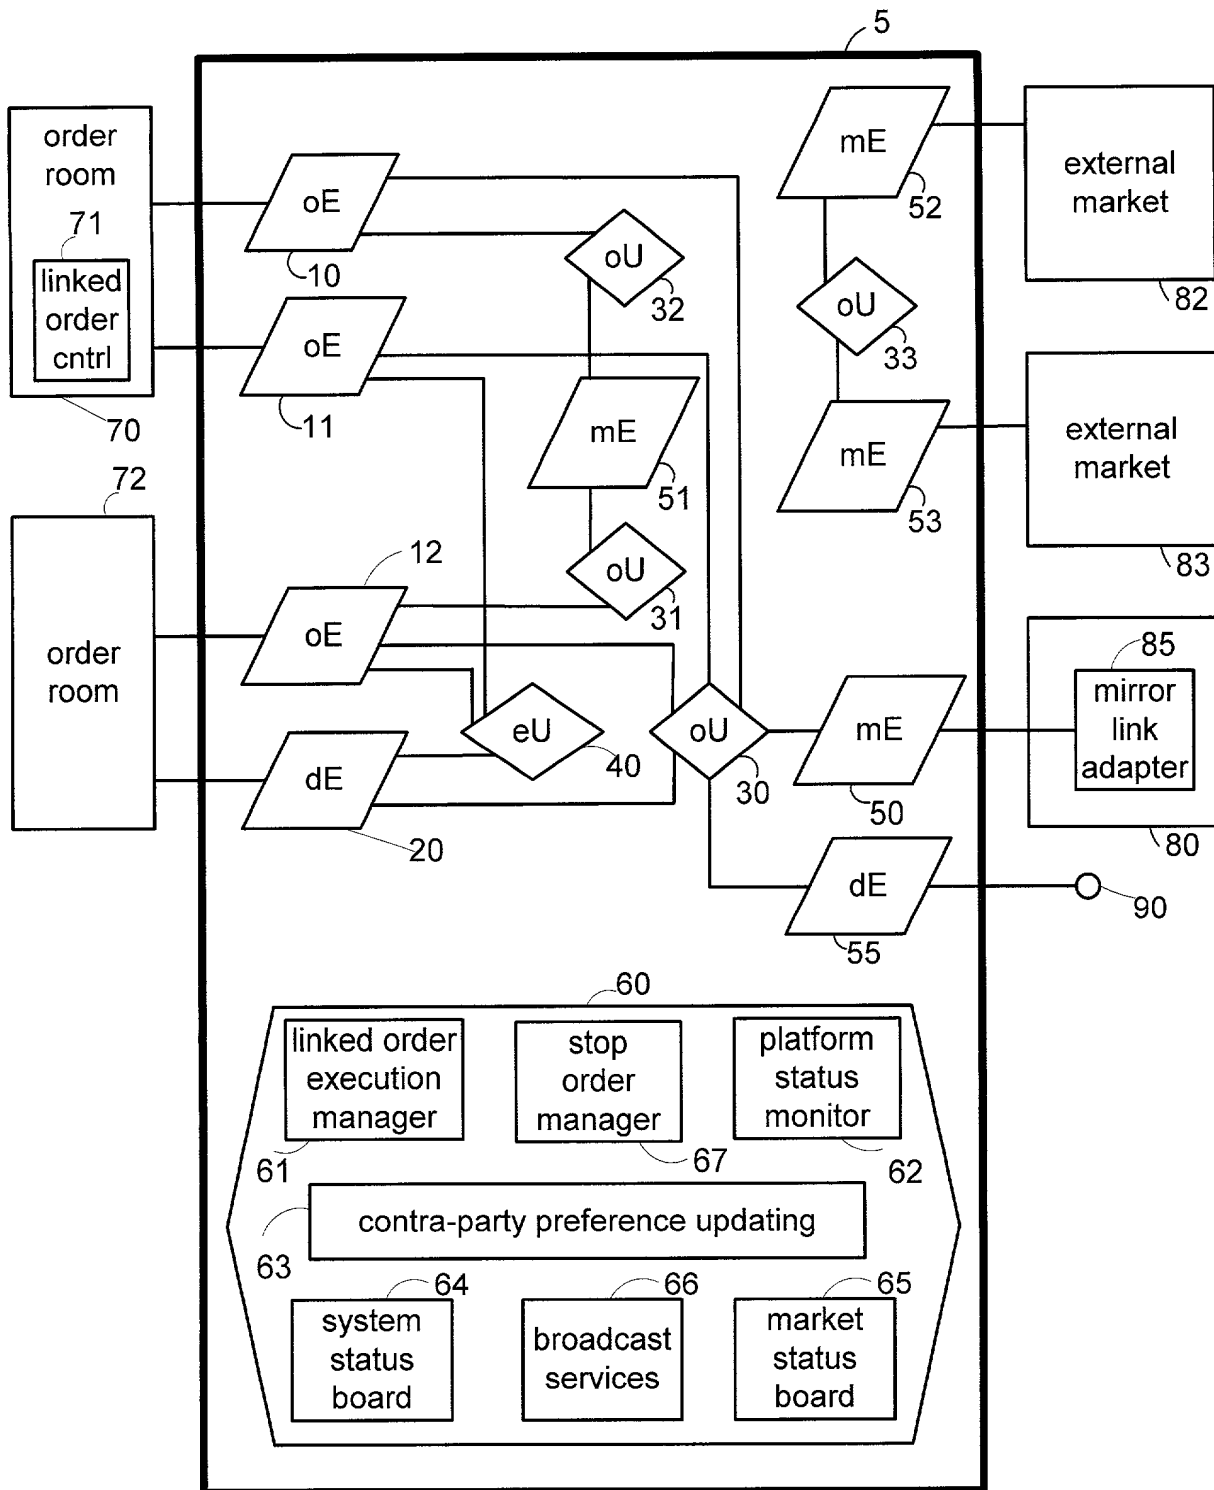 5
order
room
71
linked
order
cntrl
70
oE
10
oE
11
oU
32
mE
51
oU
31
mE
52
oU
33
mE
53
external
market
82
external
market
83
72
order
room
12
oE
dE
20
eU
40
oU
30
mE
50
85
mirror
link
adapter
80
dE
55
90
60
linked order
execution
manager
61
stop
order
manager
67
platform
status
monitor
62
contra-party preference updating
63
64
system
status
board
66
broadcast
services
65
market
status
board